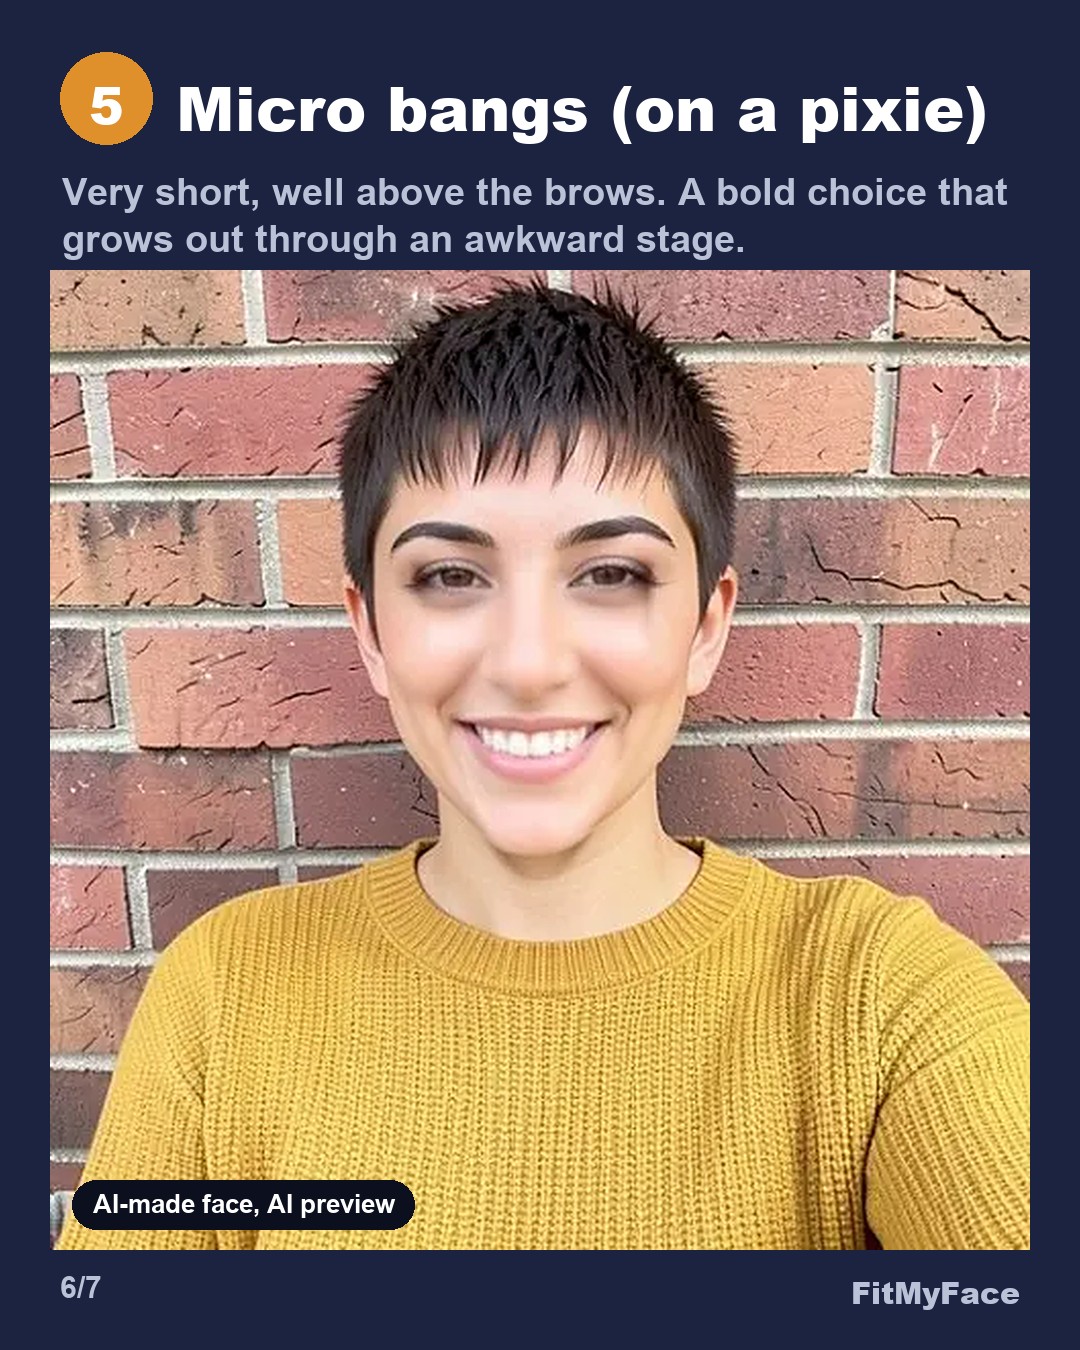 5
Micro bangs (on a pixie)
Very short, well above the brows. A bold choice that
grows out through an awkward stage.
AI-made face, AI preview
6/7
FitMyFace